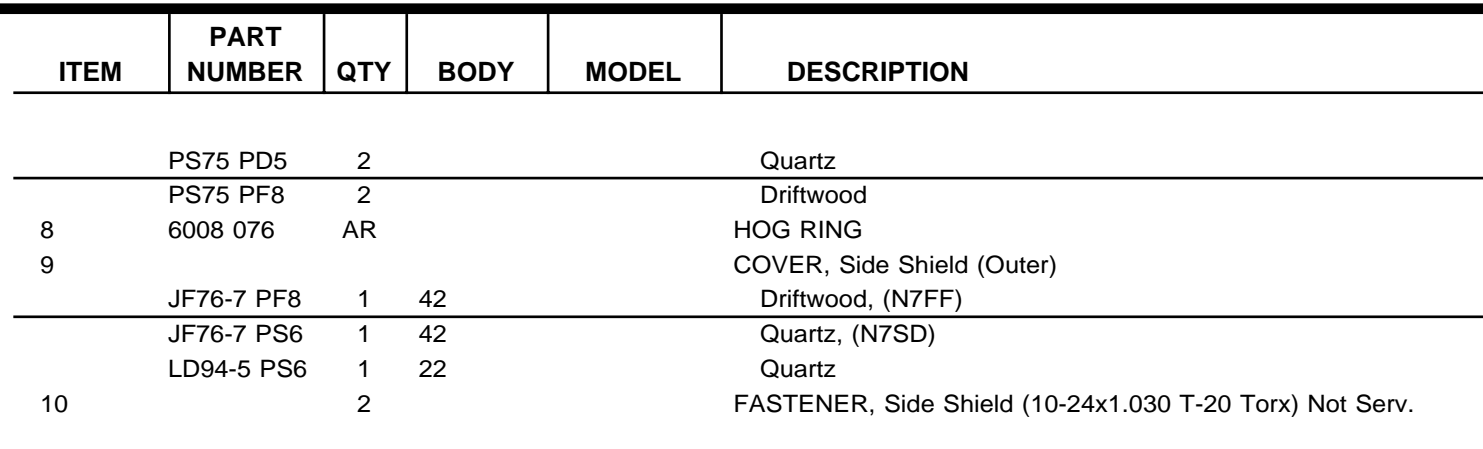 PART
ITEM NUMBER QTY BODY MODEL DESCRIPTION
PS75 PD5 2 Quartz
PS75 PF8 2 Driftwood
8 6008 076 AR HOG RING
9 COVER, Side Shield (Outer)
JF76-7 PF8 1 42 Driftwood, (N7FF)
JF76-7 PS6 1 42 Quartz, (N7SD)
LD94-5 PS6 1 22 Quartz
10 2 FASTENER, Side Shield (10-24x1.030 T-20 Torx) Not Serv.